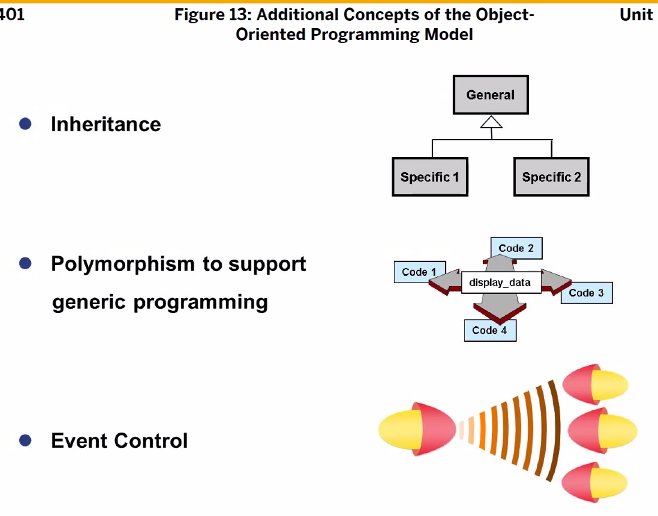 401
Figure 13: Additional Concepts of the Object-
Unit
Oriented Programming Model
General
Inheritance
Specific 1
Specific 2
Polymorphism to support
generic programming
Code 2
Code 1
display_data
Code 3
Code 4
Event Control